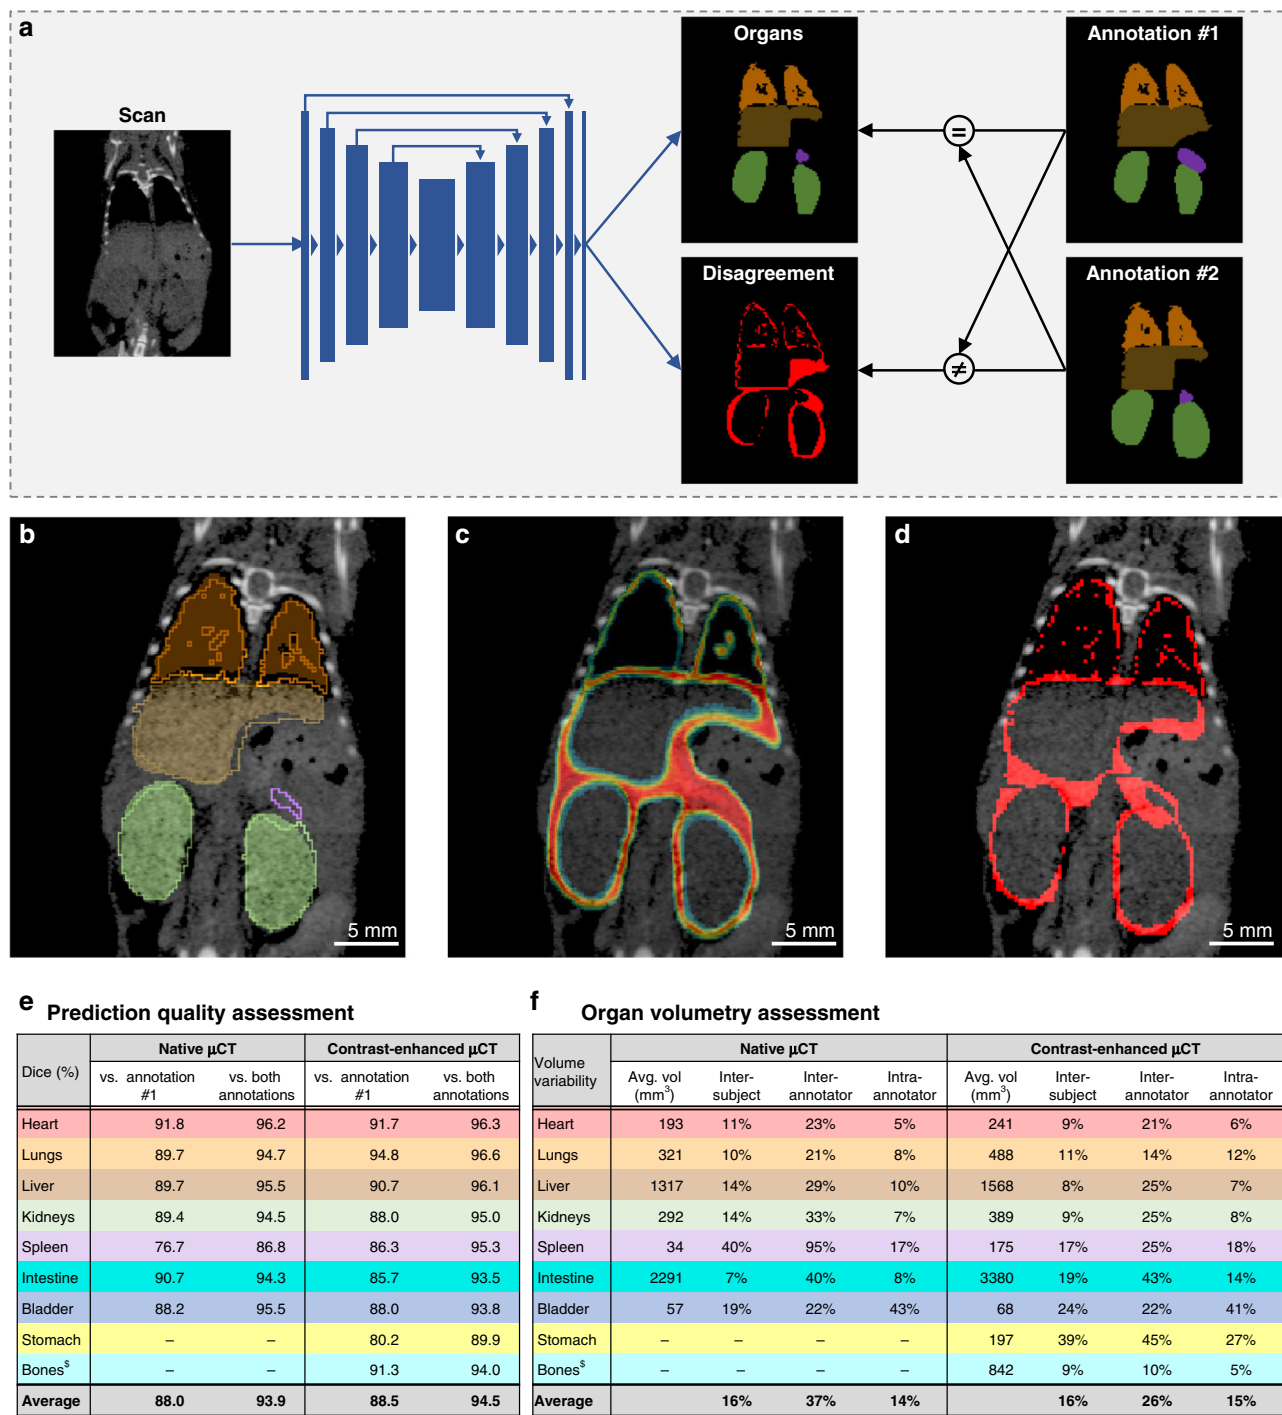 a
Organs
Annotation #1
Scan
=
Disagreement
Annotation #2
≠
b
c
d
5 mm
5 mm
5 mm
e Prediction quality assessment
Dice (%) Native µCT Contrast-enhanced µCT
vs. annotation #1 vs. both annotations vs. annotation #1 vs. both annotations
Heart 91.8 96.2 91.7 96.3
Lungs 89.7 94.7 94.8 96.6
Liver 89.7 95.5 90.7 96.1
Kidneys 89.4 94.5 88.0 95.0
Spleen 76.7 86.8 86.3 95.3
Intestine 90.7 94.3 85.7 93.5
Bladder 88.2 95.5 88.0 93.8
Stomach – – 80.2 89.9
Bones$ – – 91.3 94.0
Average 88.0 93.9 88.5 94.5
f Organ volumetry assessment
Volume variability Native µCT Contrast-enhanced µCT
Avg. vol (mm³) Inter-subject Inter-annotator Intra-annotator Avg. vol (mm³) Inter-subject Inter-annotator Intra-annotator
Heart 193 11% 23% 5% 241 9% 21% 6%
Lungs 321 10% 21% 8% 488 11% 14% 12%
Liver 1317 14% 29% 10% 1568 8% 25% 7%
Kidneys 292 14% 33% 7% 389 9% 25% 8%
Spleen 34 40% 95% 17% 175 17% 25% 18%
Intestine 2291 7% 40% 8% 3380 19% 43% 14%
Bladder 57 19% 22% 43% 68 24% 22% 41%
Stomach – – – – 197 39% 45% 27%
Bones$ – – – – 842 9% 10% 5%
Average 16% 37% 14% 16% 26% 15%